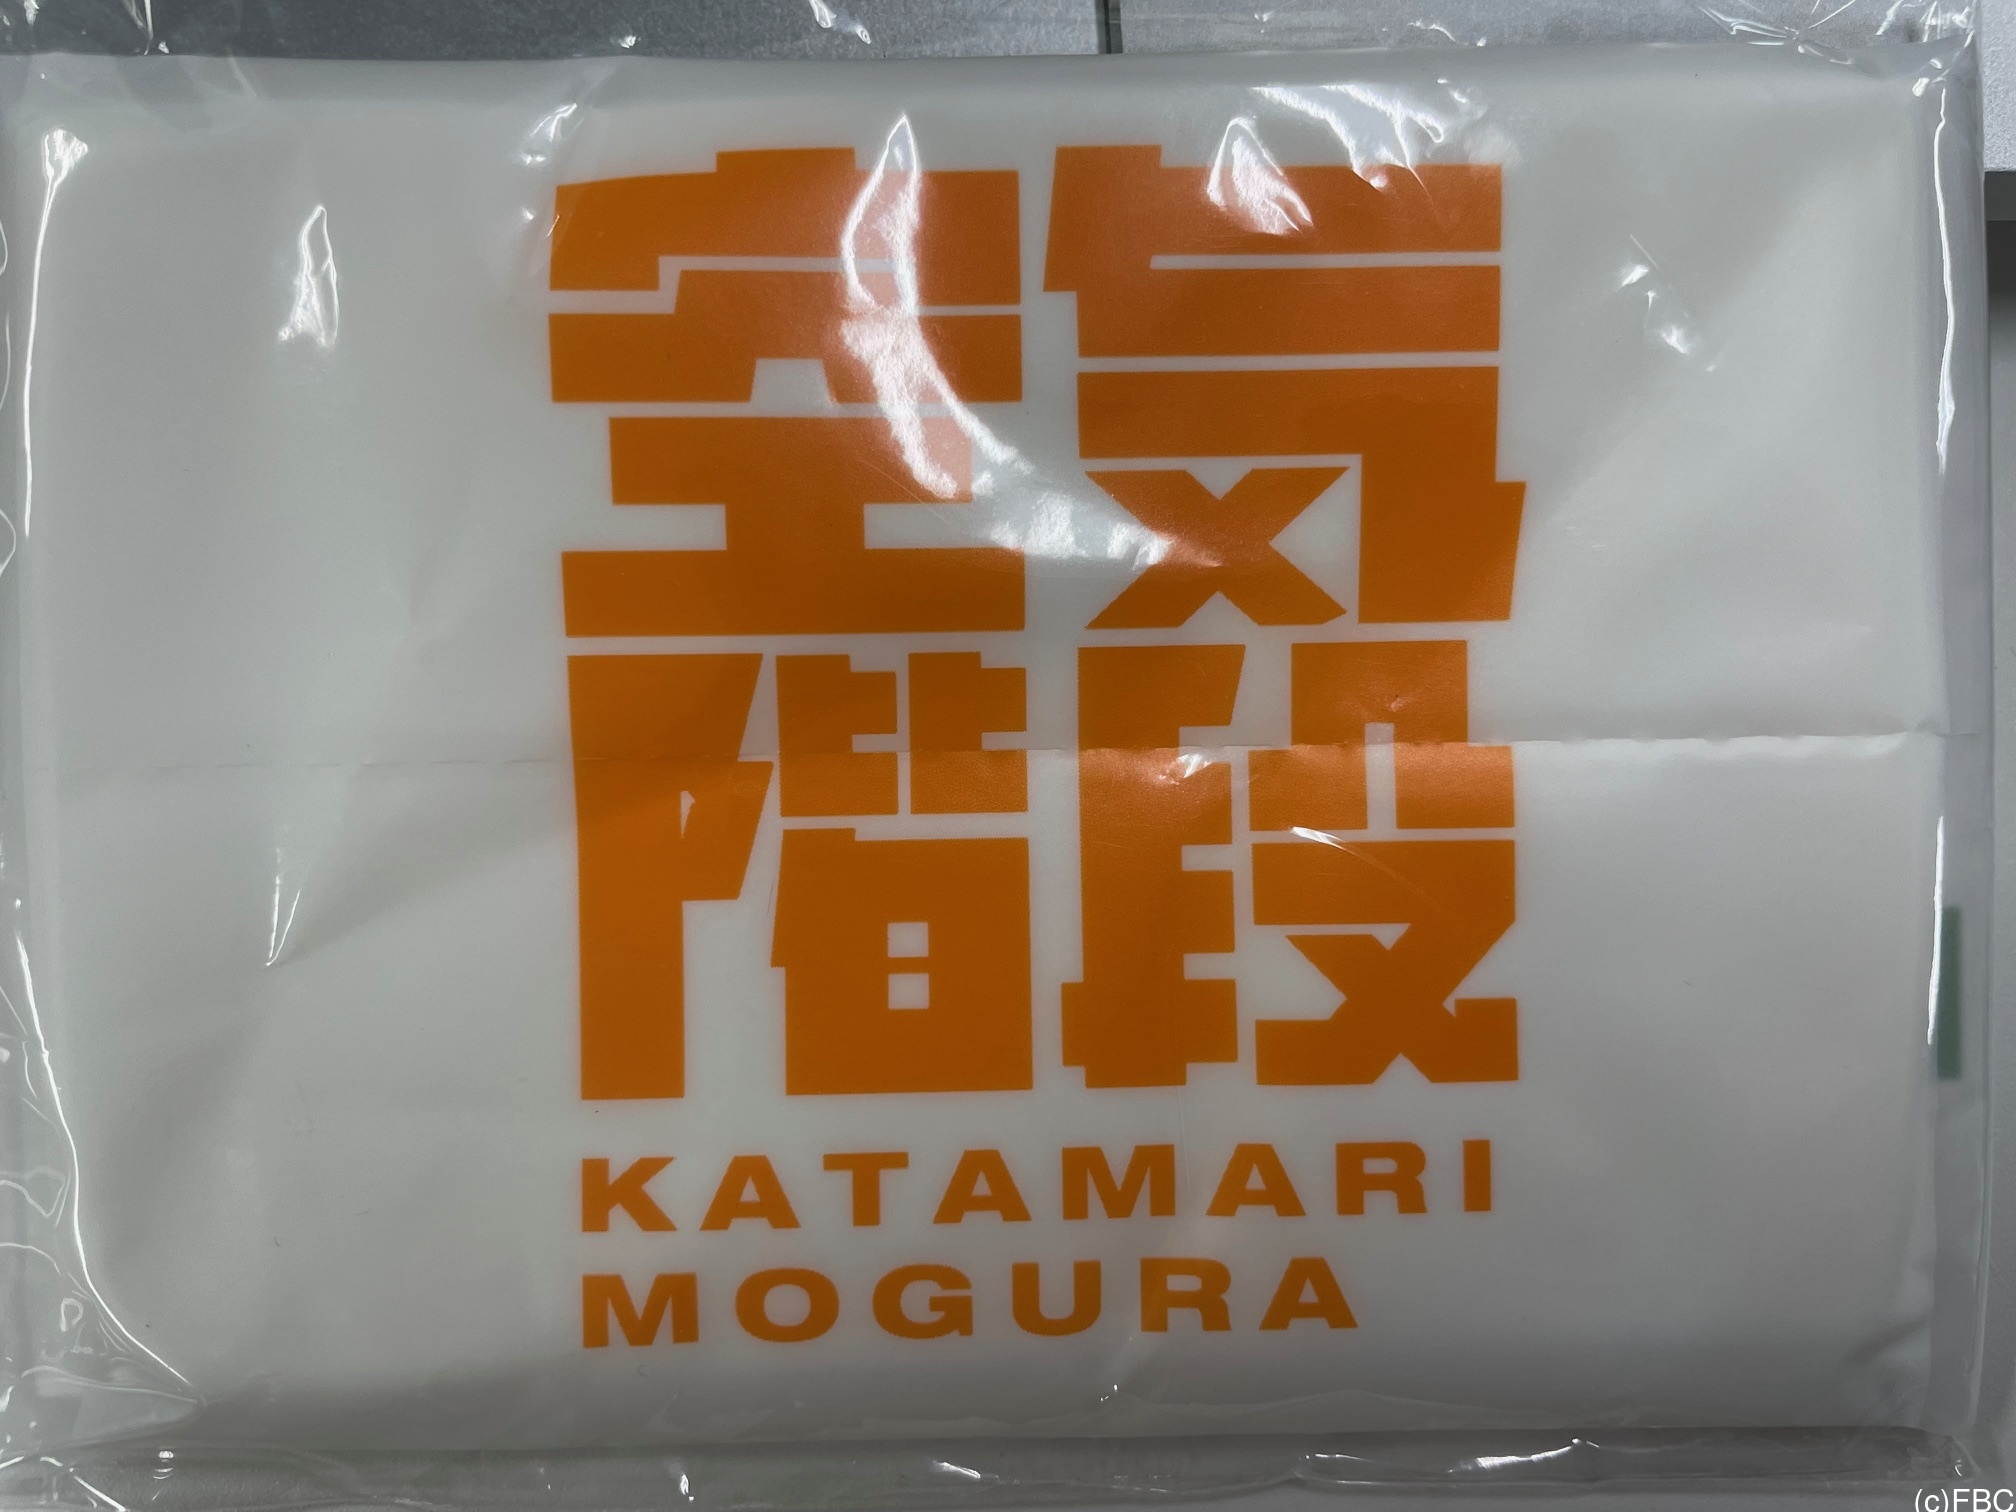 空気
階段
KATAMARI
MOGURA
(c)FBC